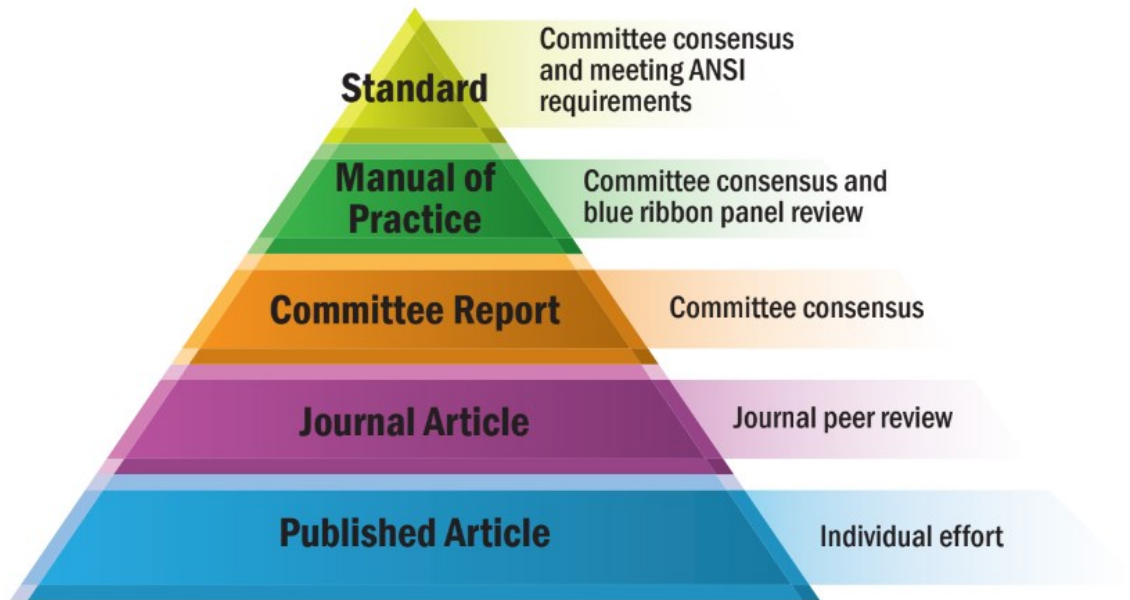 Standard
Committee consensus
and meeting ANSI
requirements
Manual of
Practice
Committee consensus and
blue ribbon panel review
Committee Report
Committee consensus
Journal Article
Journal peer review
Published Article
Individual effort